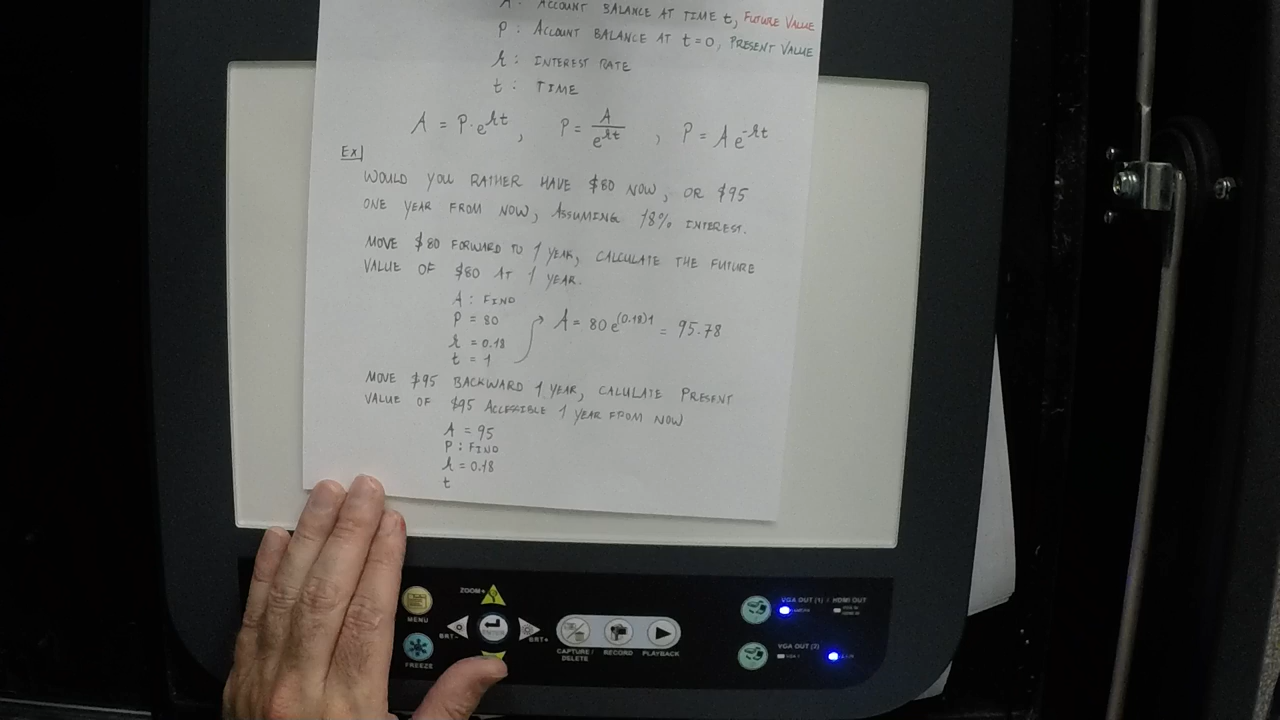 A: ACCOUNT BALANCE AT TIME t, FUTURE VALUE
P: ACCOUNT BALANCE AT t=0, PRESENT VALUE
r: INTEREST RATE
t: TIME
A = P·e^rt, P = A/e^rt, P = A e^-rt
Ex|
WOULD YOU RATHER HAVE $80 NOW, OR $95
ONE YEAR FROM NOW, ASSUMING 18% INTEREST.
MOVE $80 FORWARD TO 1 YEAR, CALCULATE THE FUTURE
VALUE OF $80 AT 1 YEAR.
A: FIND
P = 80
r = 0.18
t = 1
A = 80 e^(0.18)1 = 95.78
MOVE $95 BACKWARD 1 YEAR, CALULATE PRESENT
VALUE OF $95 ACCESSIBLE 1 YEAR FROM NOW
A = 95
P: FIND
r = 0.18
t
ZOOM+
MENU
BRT-
ENTER
BRT+
FREEZE
CAPTURE/
DELETE
RECORD
PLAYBACK
VGA OUT (1) / HDMI OUT
VGA OUT (2)